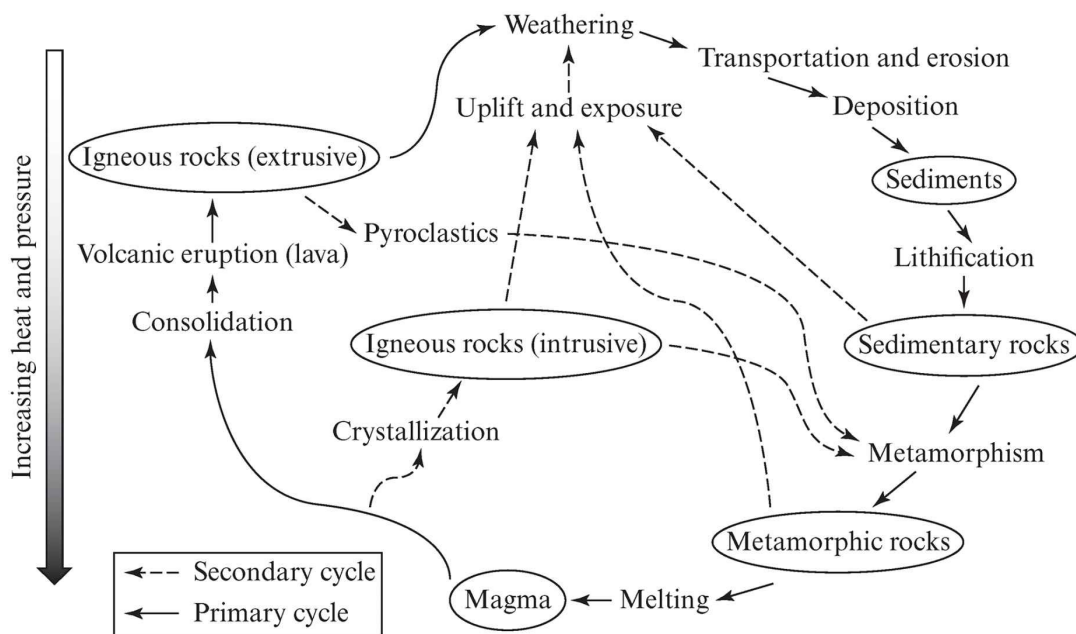 Weathering
Transportation and erosion
Uplift and exposure
Deposition
Igneous rocks (extrusive)
Sediments
Pyroclastics
Volcanic eruption (lava)
Lithification
Consolidation
Igneous rocks (intrusive)
Sedimentary rocks
Crystallization
Metamorphism
Metamorphic rocks
Magma
Melting
Increasing heat and pressure
Secondary cycle
Primary cycle